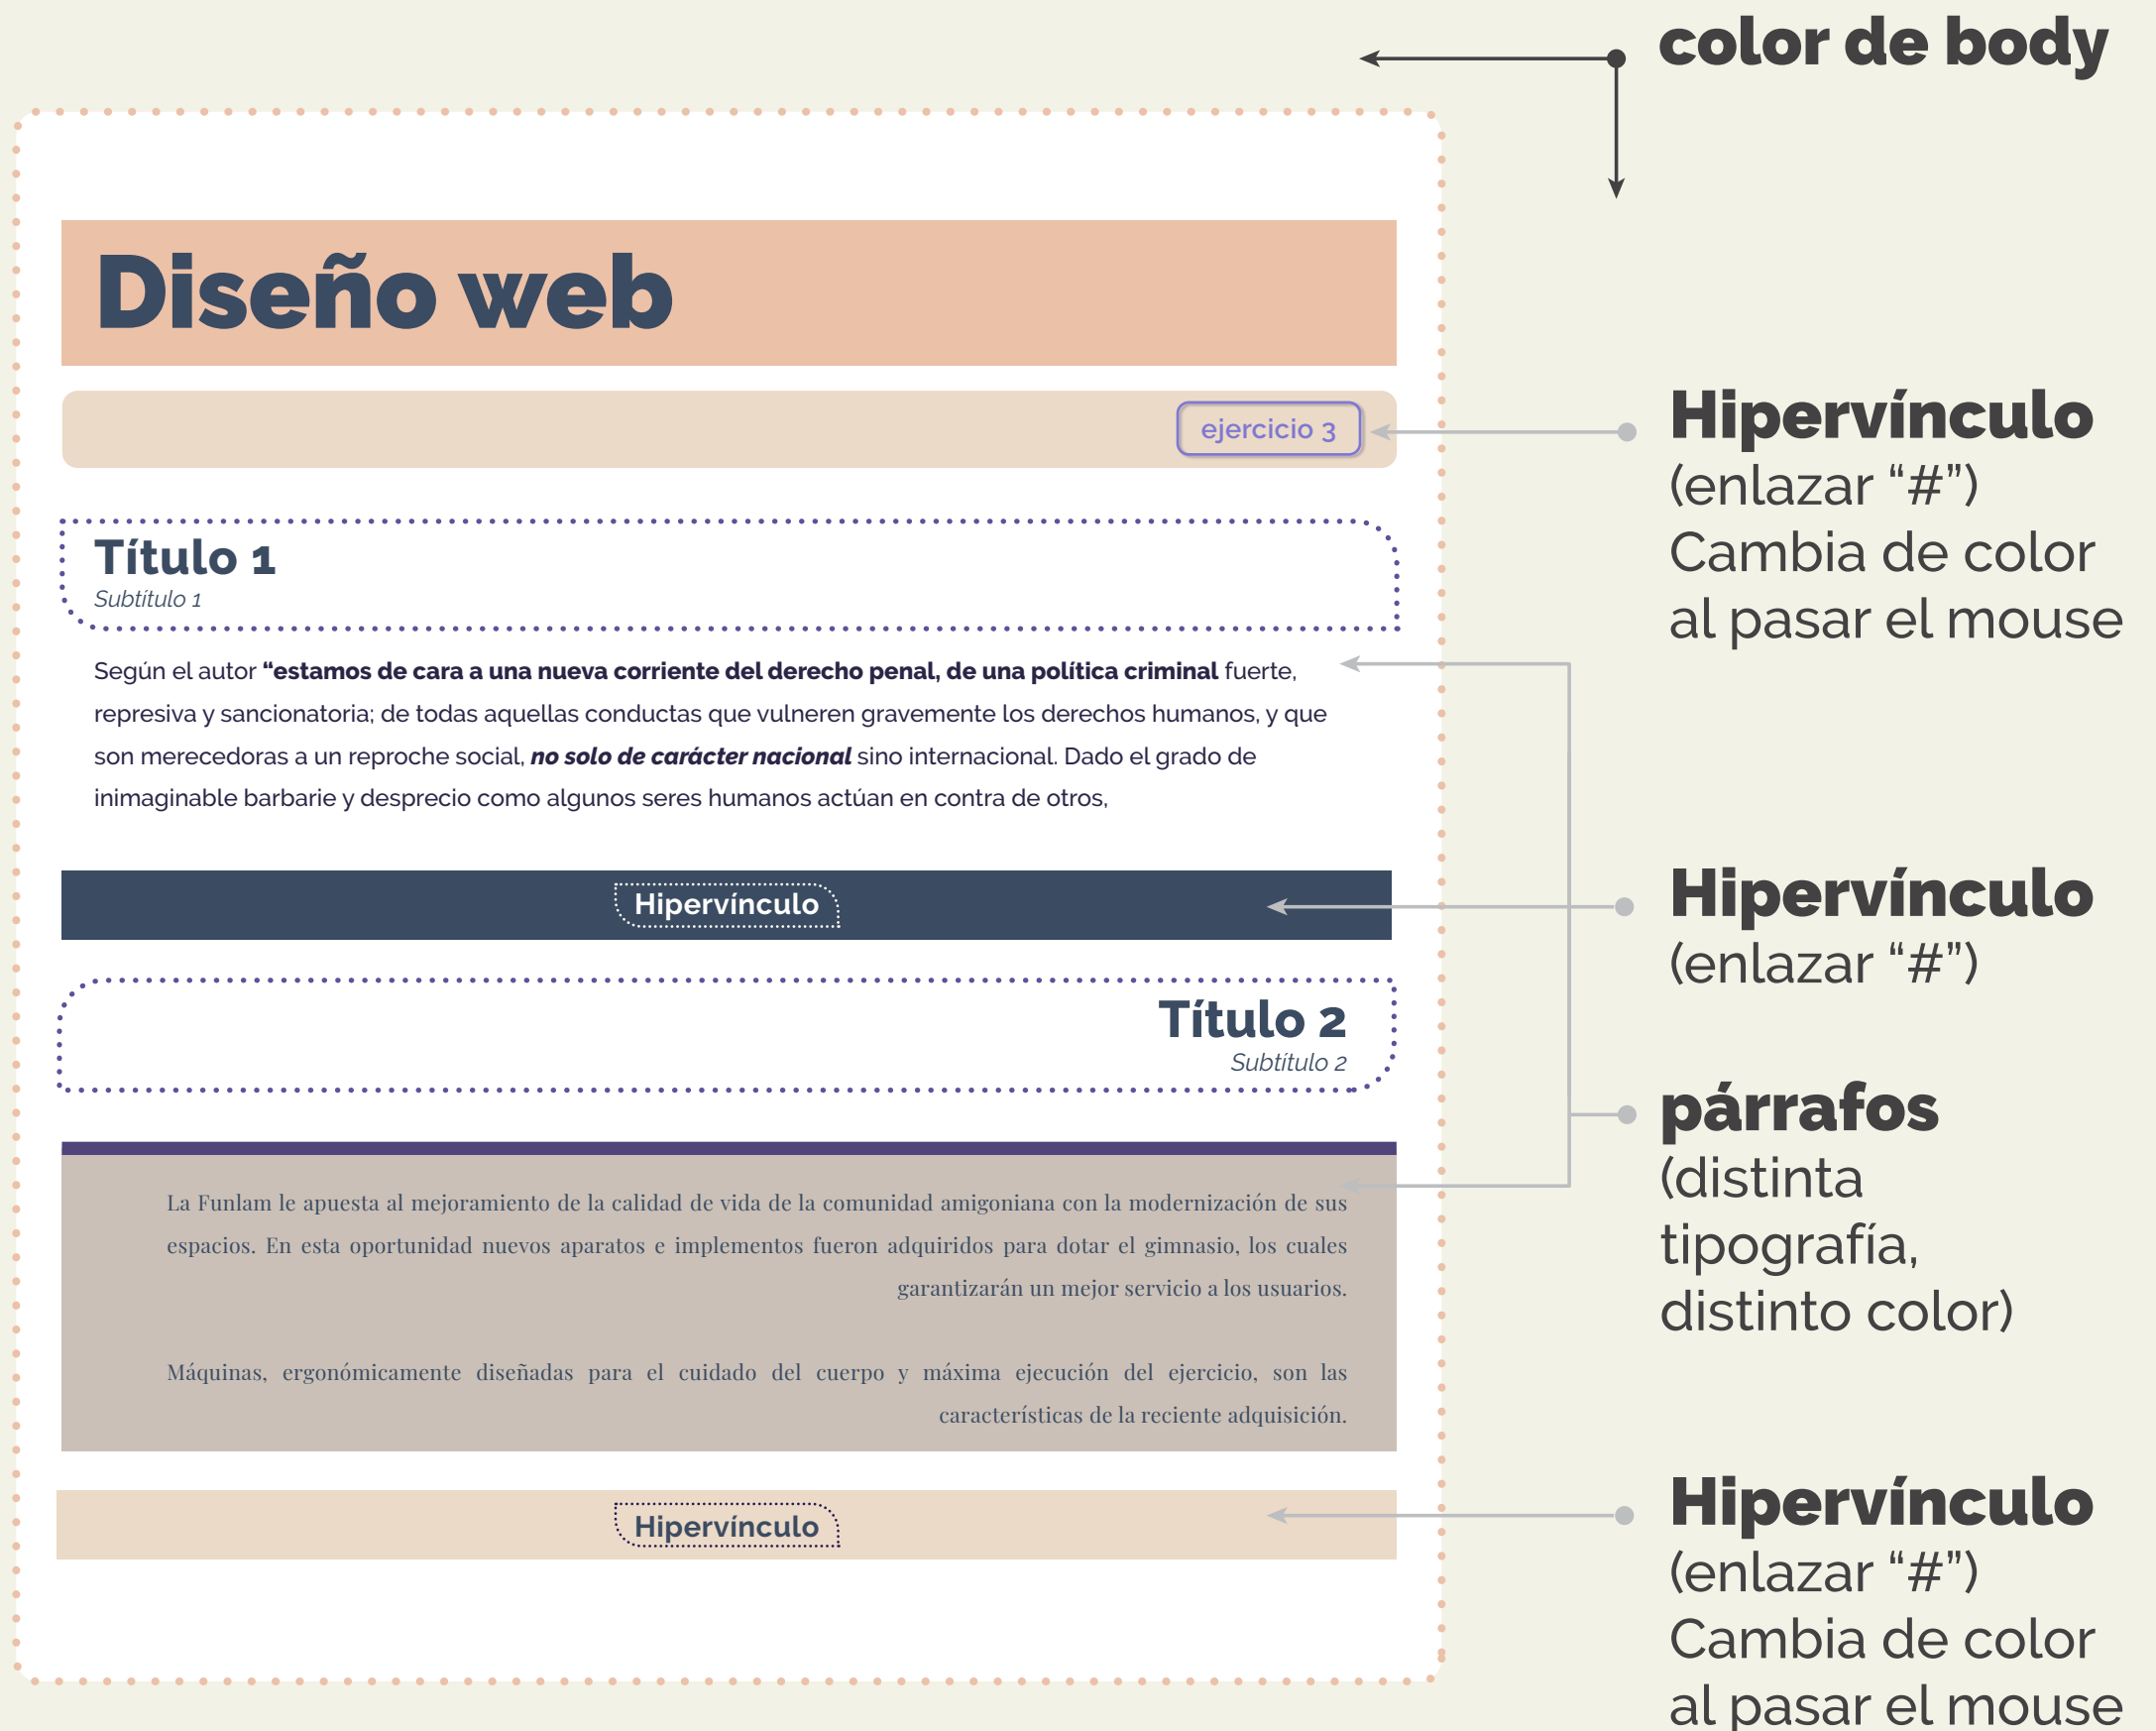 color de body
Diseño web
ejercicio 3
Hipervínculo
(enlazar “#”)
Cambia de color
al pasar el mouse
Título 1
Subtítulo 1
Según el autor “estamos de cara a una nueva corriente del derecho penal, de una política criminal fuerte,
represiva y sancionatoria; de todas aquellas conductas que vulneren gravemente los derechos humanos, y que
son merecedoras a un reproche social, no solo de carácter nacional sino internacional. Dado el grado de
inimaginable barbarie y desprecio como algunos seres humanos actúan en contra de otros,
Hipervínculo
Hipervínculo
(enlazar “#”)
Título 2
Subtítulo 2
párrafos
(distinta
tipografía,
distinto color)
La Funlam le apuesta al mejoramiento de la calidad de vida de la comunidad amigoniana con la modernización de sus
espacios. En esta oportunidad nuevos aparatos e implementos fueron adquiridos para dotar el gimnasio, los cuales
garantizarán un mejor servicio a los usuarios.
Máquinas, ergonómicamente diseñadas para el cuidado del cuerpo y máxima ejecución del ejercicio, son las
características de la reciente adquisición.
Hipervínculo
Hipervínculo
(enlazar “#”)
Cambia de color
al pasar el mouse